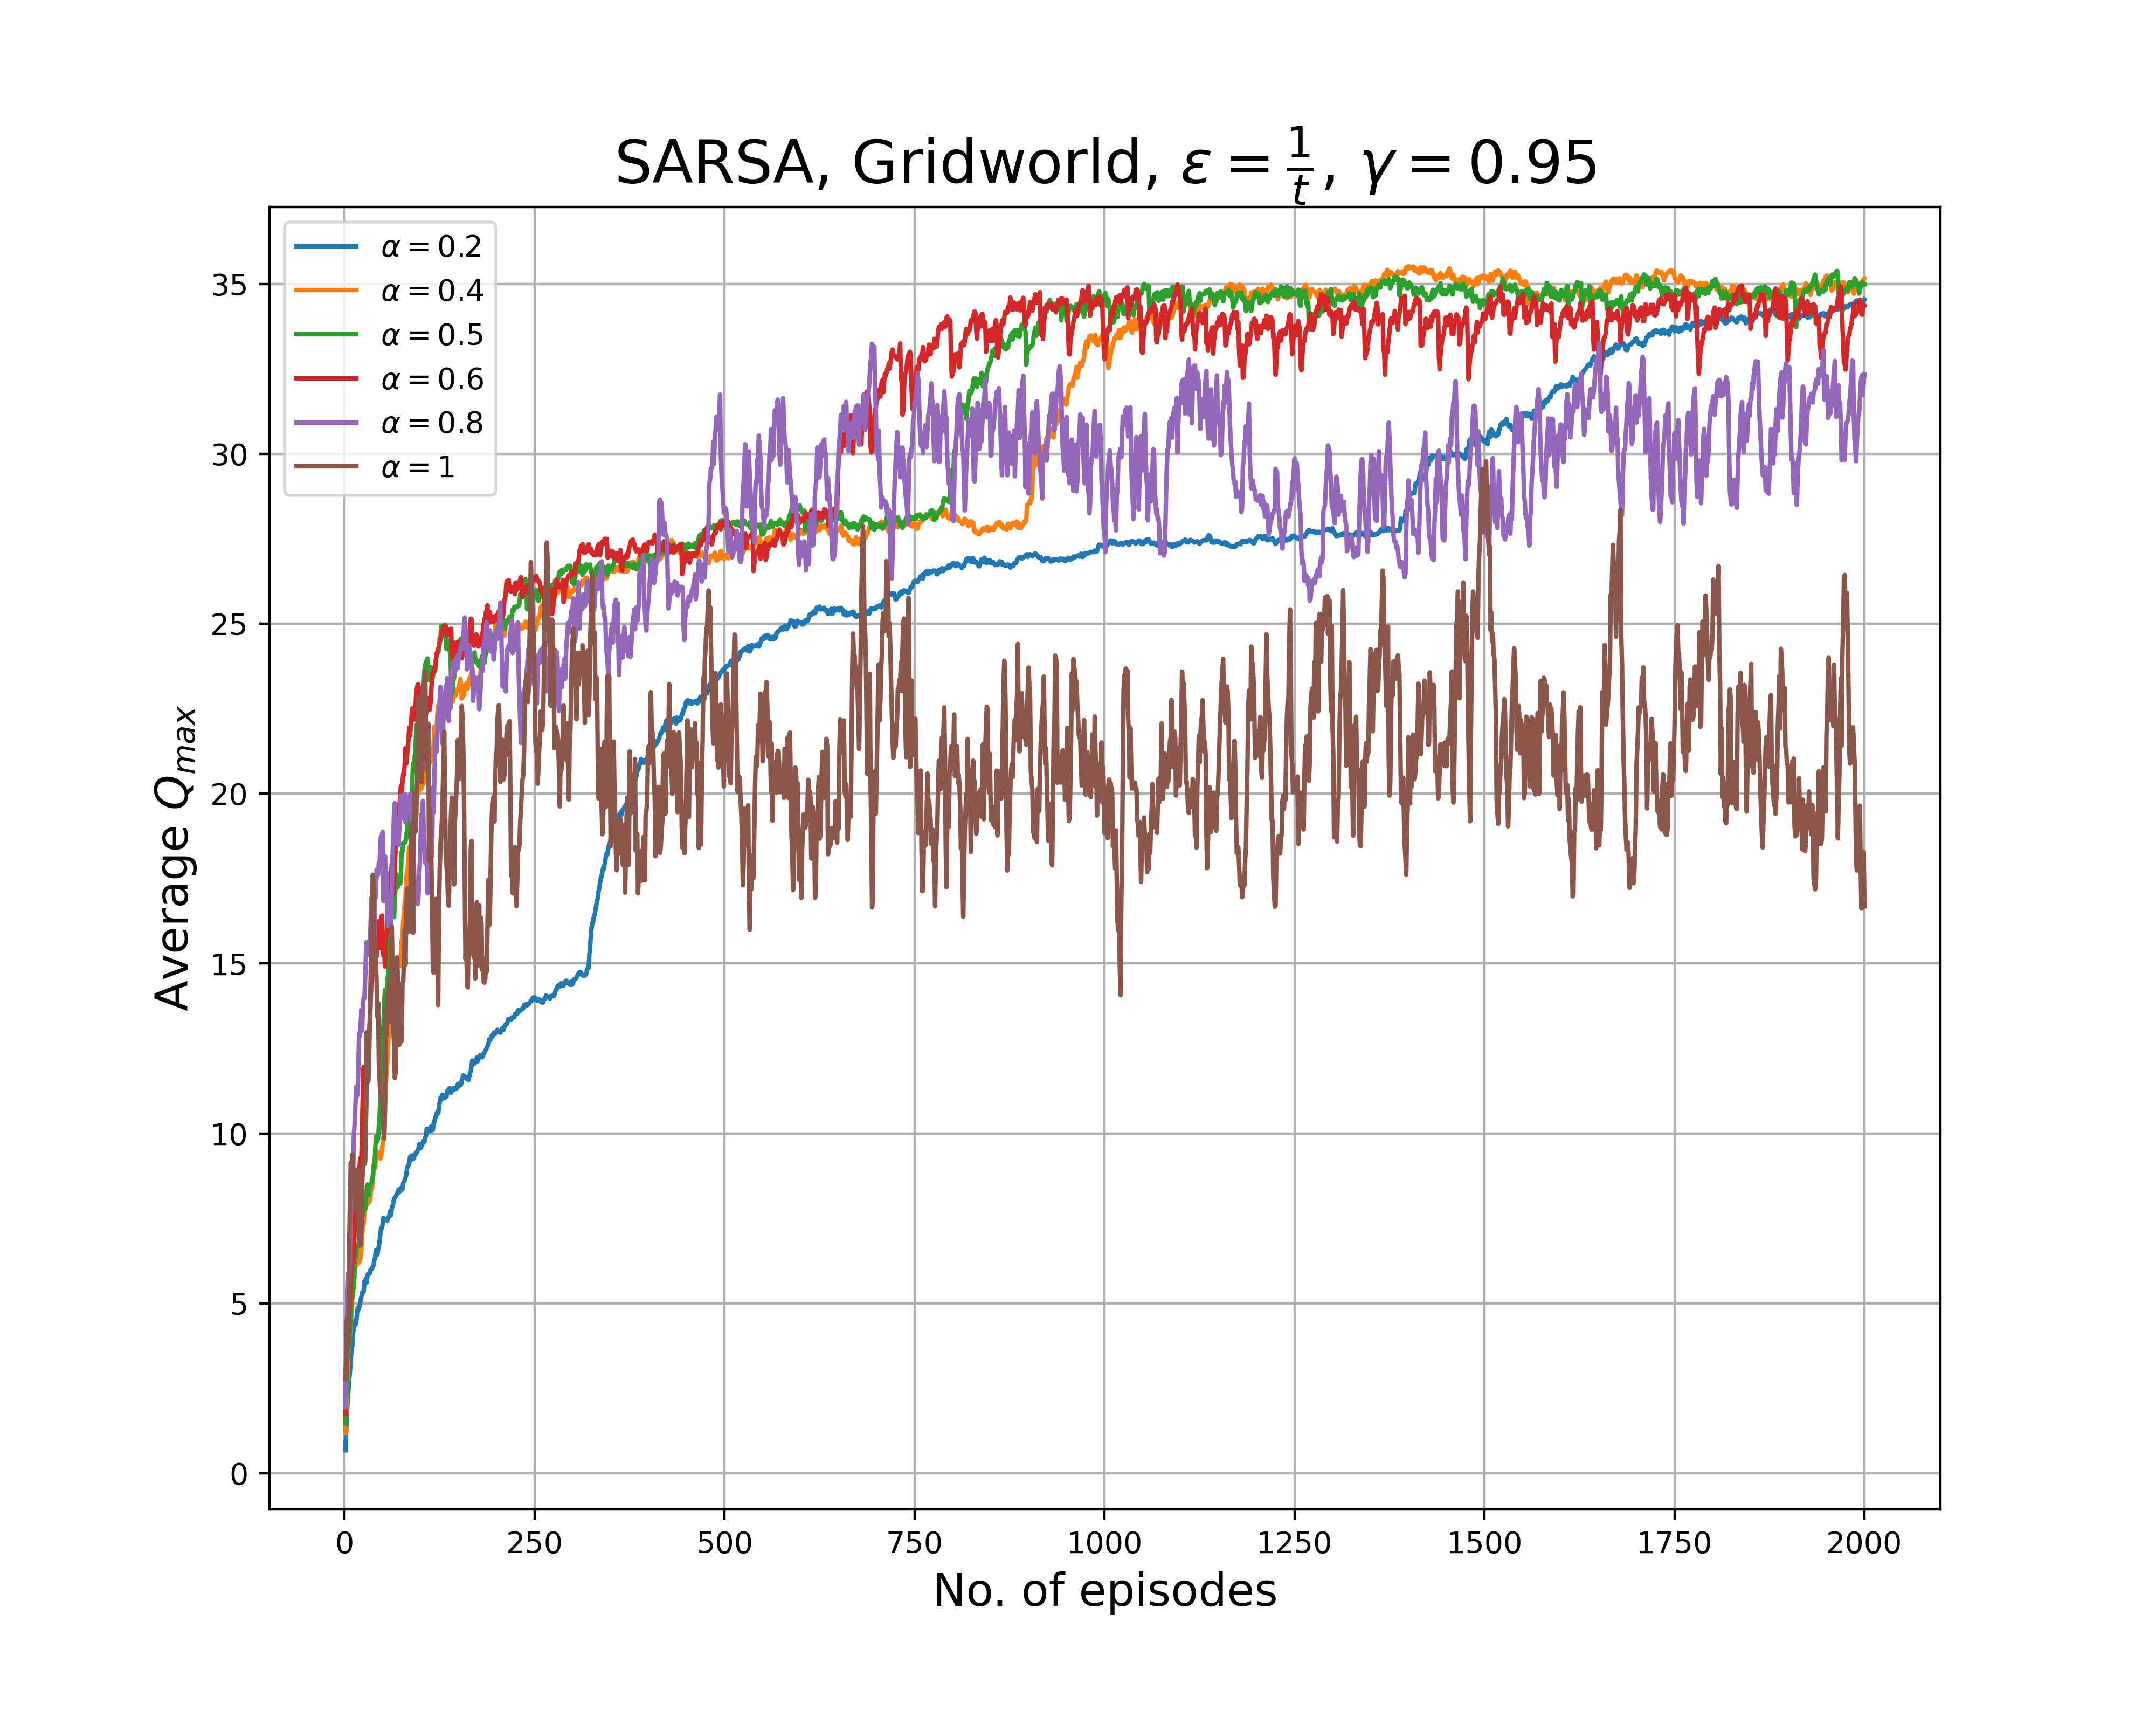 SARSA, Gridworld, ε = 1/t, γ = 0.95
α = 0.2
α = 0.4
α = 0.5
α = 0.6
α = 0.8
α = 1
35
30
25
20
15
10
5
0
Average Qmax
0 250 500 750 1000 1250 1500 1750 2000
No. of episodes